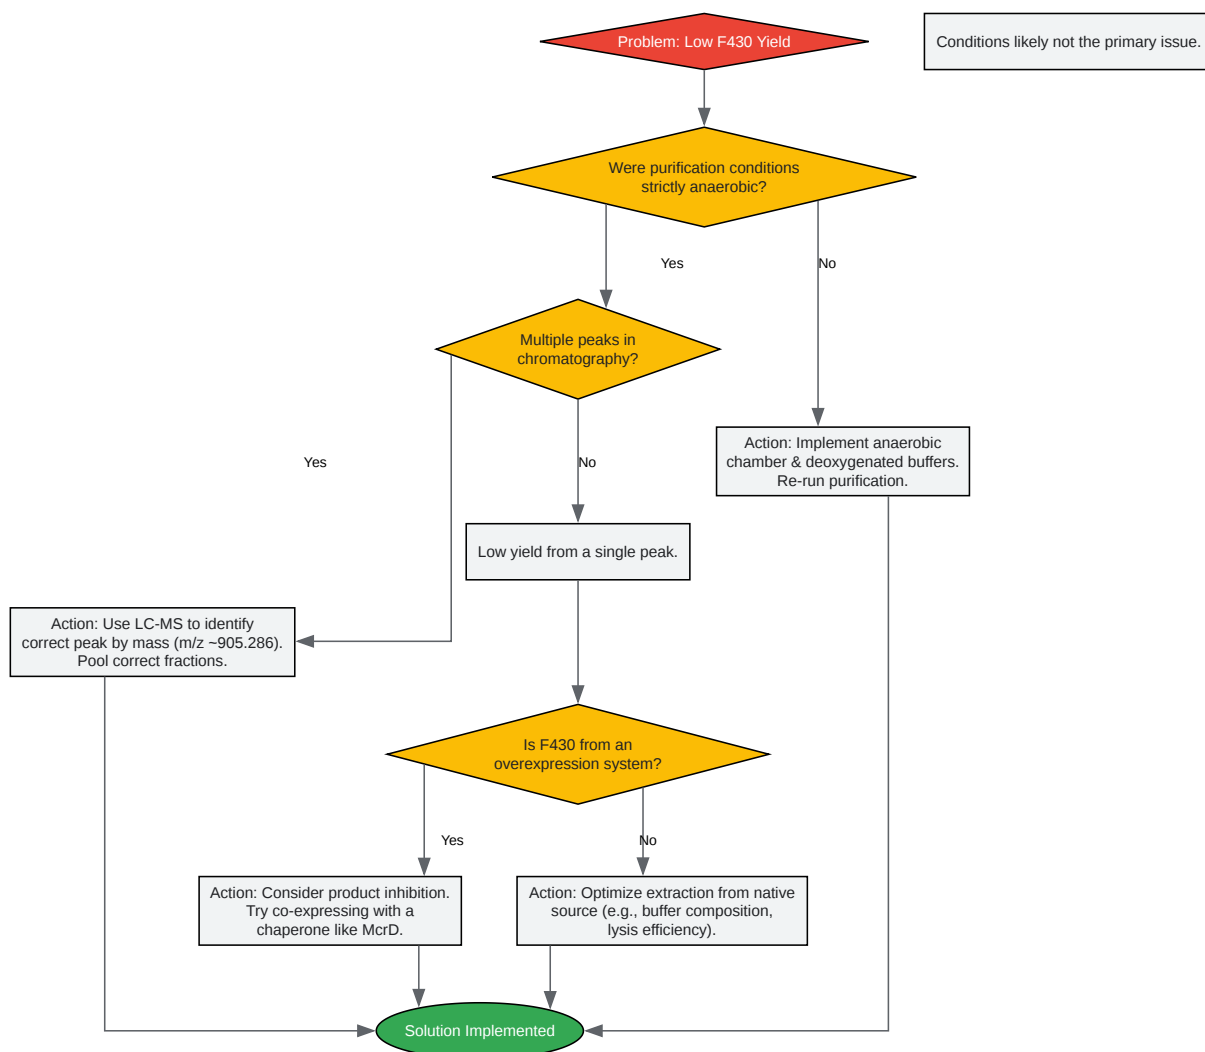 Problem: Low F430 Yield
Conditions likely not the primary issue.
Were purification conditions
strictly anaerobic?
Yes
No
Multiple peaks in
chromatography?
Yes
No
Action: Implement anaerobic
chamber & deoxygenated buffers.
Re-run purification.
Low yield from a single peak.
Action: Use LC-MS to identify
correct peak by mass (m/z ~905.286).
Pool correct fractions.
Is F430 from an
overexpression system?
Yes
No
Action: Consider product inhibition.
Try co-expressing with a
chaperone like McrD.
Action: Optimize extraction from native
source (e.g., buffer composition,
lysis efficiency).
Solution Implemented